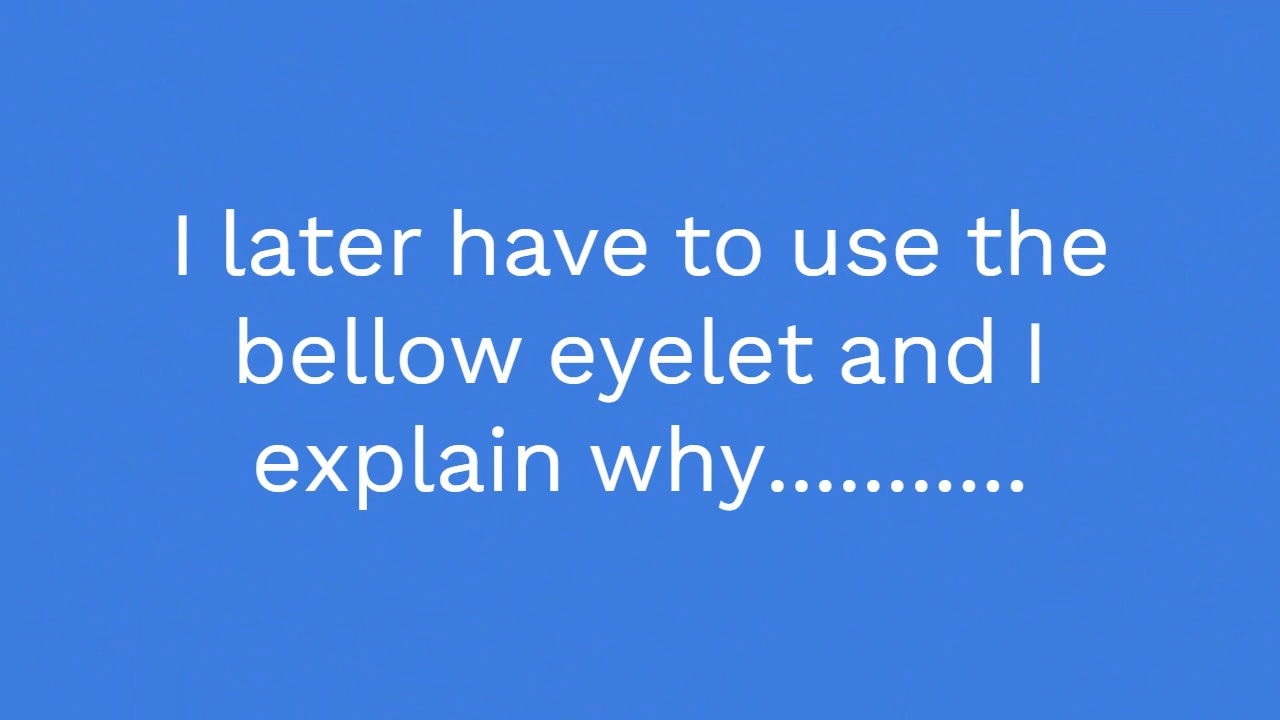 I later have to use the
bellow eyelet and I
explain why...........